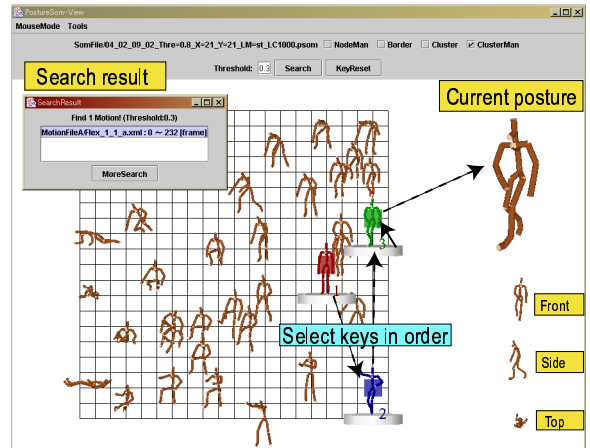 PostureSom-View
MouseMode Tools
SomFile/04_02_09_02_Thre=0.8_X=21_Y=21_LM=st_LC1000.psom NodeMan Border Cluster ClusterMan
Threshold: 0.3 Search KeyReset
Search result
Current posture
SearchResult
Find 1 Motion! (Threshold:0.3)
MotionFileA/Flex_1_1_a.xml : 0 ～ 232 [frame]
MoreSearch
3
1
Front
Select keys in order
Side
2
Top